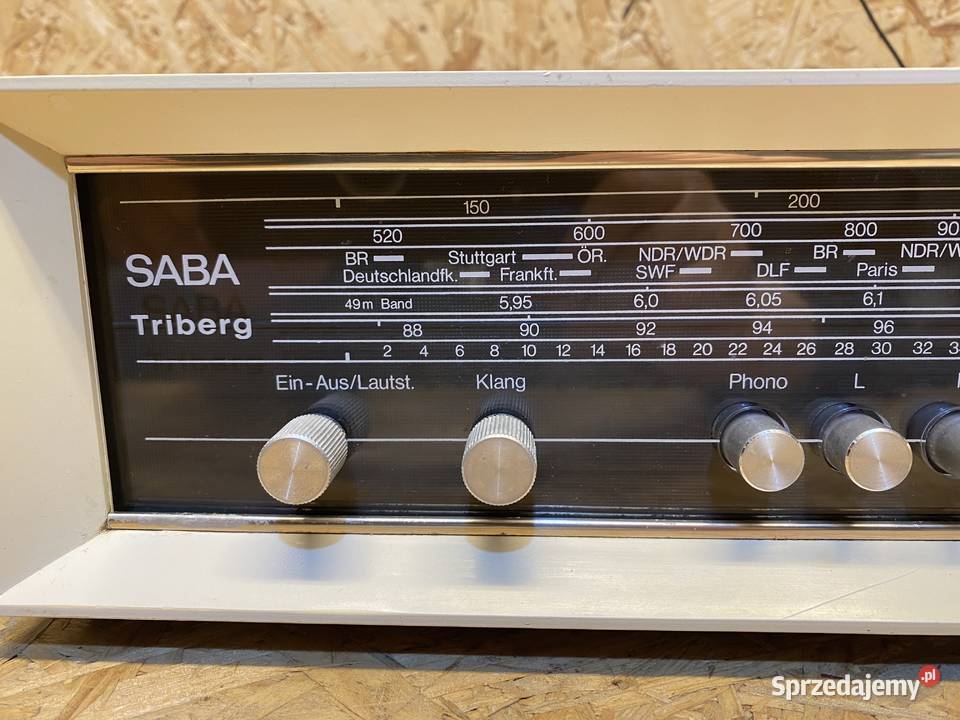 150 200
520 600 700 800
BR Stuttgart ÖR. NDR/WDR BR
SABA
Deutschlandfk. Frankft. SWF DLF Paris
49m Band 5,95 6,0 6,05 6,1
Triberg
88 90 92 94 96
2 4 6 8 10 12 14 16 18 20 22 24 26 28 30 32
Ein-Aus/Lautst. Klang Phono L
Sprzedajemy.pl